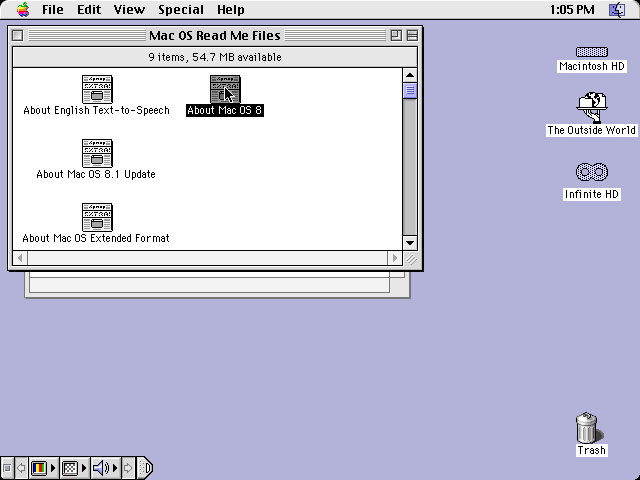 File Edit View Special Help 1:05 PM
Mac OS Read Me Files
9 items, 54.7 MB available
About English Text-to-Speech
About Mac OS 8
About Mac OS 8.1 Update
About Mac OS Extended Format
Macintosh HD
The Outside World
Infinite HD
Trash